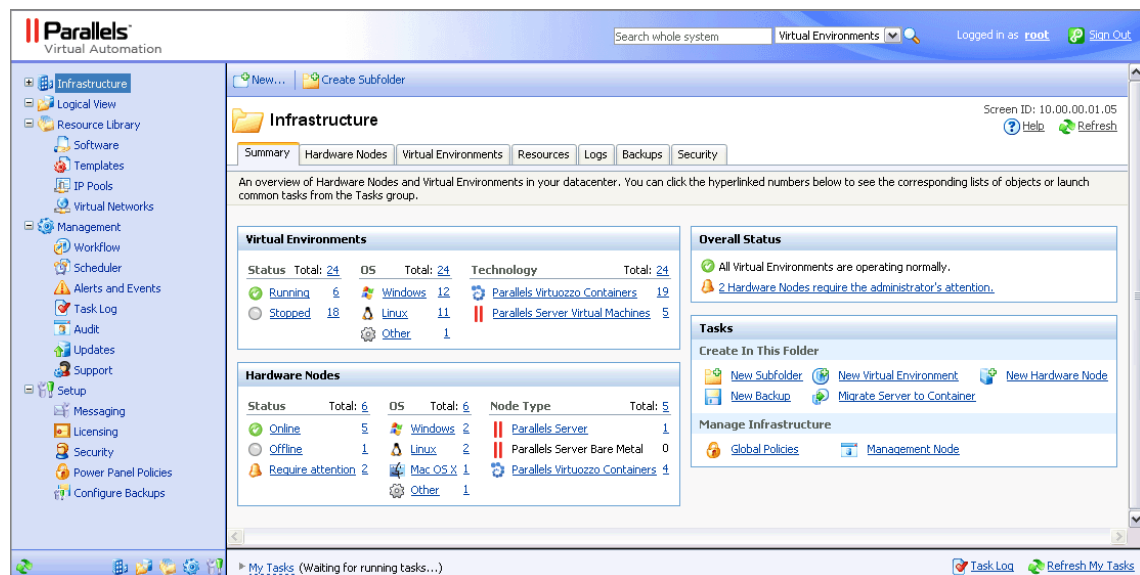 Parallels
Virtual Automation
Search whole system
Virtual Environments
Logged in as root
Sign Out
Infrastructure
Logical View
Resource Library
Software
Templates
IP Pools
Virtual Networks
Management
Workflow
Scheduler
Alerts and Events
Task Log
Audit
Updates
Support
Setup
Messaging
Licensing
Security
Power Panel Policies
Configure Backups
New... Create Subfolder
Infrastructure
Screen ID: 10.00.00.01.05
Help Refresh
Summary Hardware Nodes Virtual Environments Resources Logs Backups Security
An overview of Hardware Nodes and Virtual Environments in your datacenter. You can click the hyperlinked numbers below to see the corresponding lists of objects or launch
common tasks from the Tasks group.
Virtual Environments
Status Total: 24 OS Total: 24 Technology Total: 24
Running 6 Windows 12 Parallels Virtuozzo Containers 19
Stopped 18 Linux 11 Parallels Server Virtual Machines 5
Other 1
Hardware Nodes
Status Total: 6 OS Total: 6 Node Type Total: 5
Online 5 Windows 2 Parallels Server 1
Offline 1 Linux 2 Parallels Server Bare Metal 0
Require attention 2 Mac OS X 1 Parallels Virtuozzo Containers 4
Other 1
Overall Status
All Virtual Environments are operating normally.
2 Hardware Nodes require the administrator's attention.
Tasks
Create In This Folder
New Subfolder New Virtual Environment New Hardware Node
New Backup Migrate Server to Container
Manage Infrastructure
Global Policies Management Node
My Tasks (Waiting for running tasks...)
Task Log Refresh My Tasks